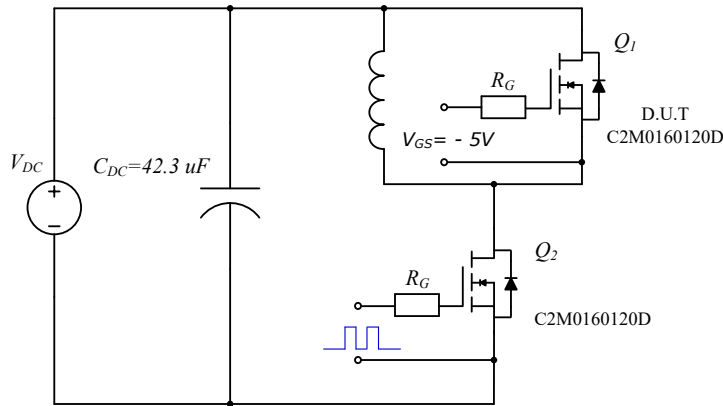 Q1
RG
D.U.T
C2M0160120D
VGS= - 5V
VDC
CDC=42.3 uF
Q2
RG
C2M0160120D